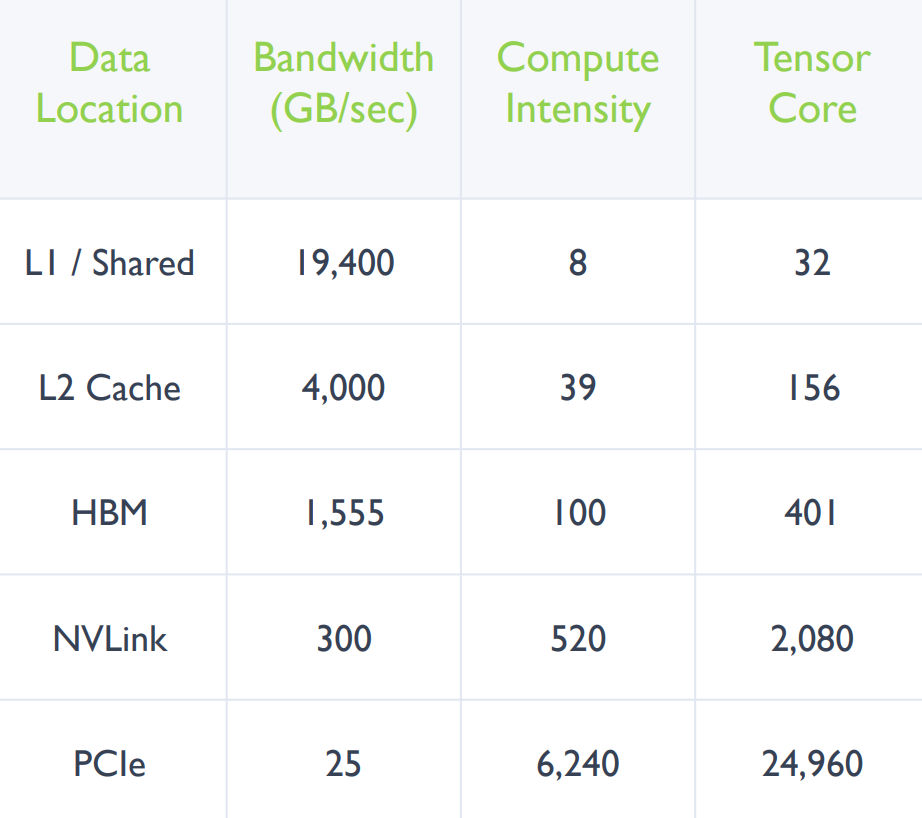 Data Location Bandwidth (GB/sec) Compute Intensity Tensor Core
L1 / Shared 19,400 8 32
L2 Cache 4,000 39 156
HBM 1,555 100 401
NVLink 300 520 2,080
PCIe 25 6,240 24,960